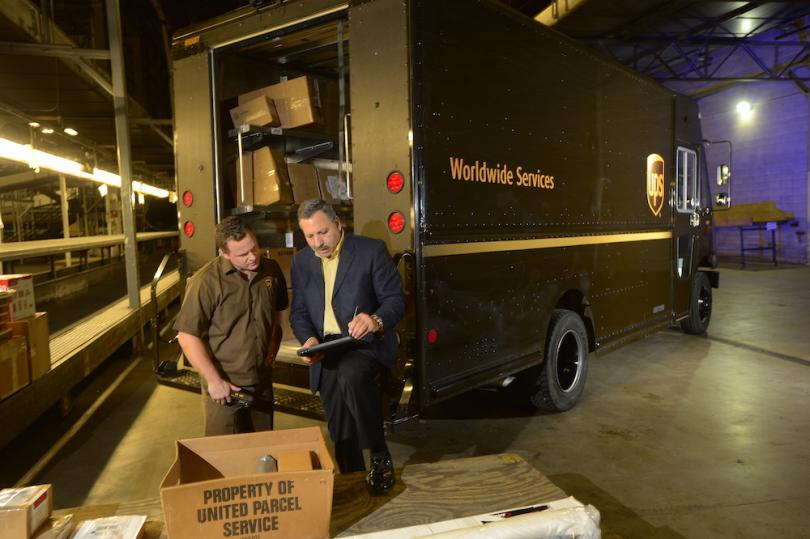 Worldwide Services
ups
PROPERTY OF
UNITED PARCEL
SERVICE